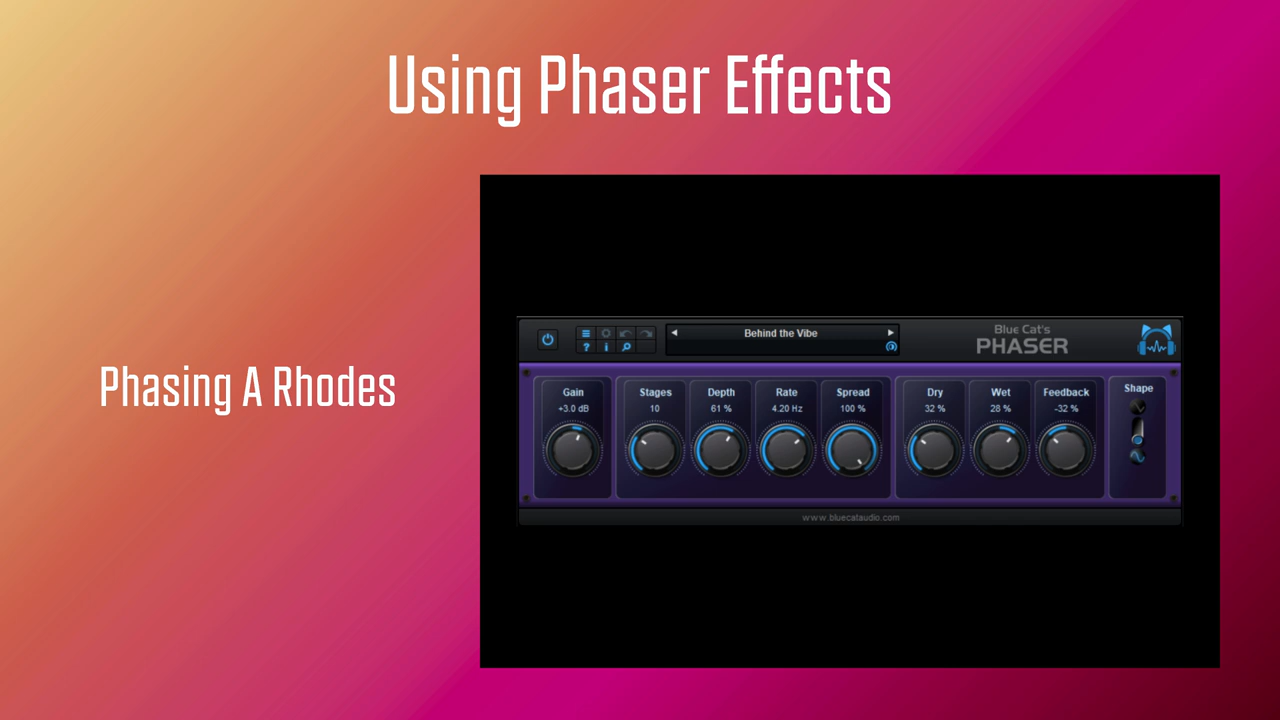 Using Phaser Effects
Phasing A Rhodes
Behind the Vibe
Blue Cat's
PHASER
? i
Gain Stages Depth Rate Spread Dry Wet Feedback Shape
+3.0 dB 10 61 % 4.20 Hz 100 % 32 % 28 % -32 %
www.bluecataudio.com